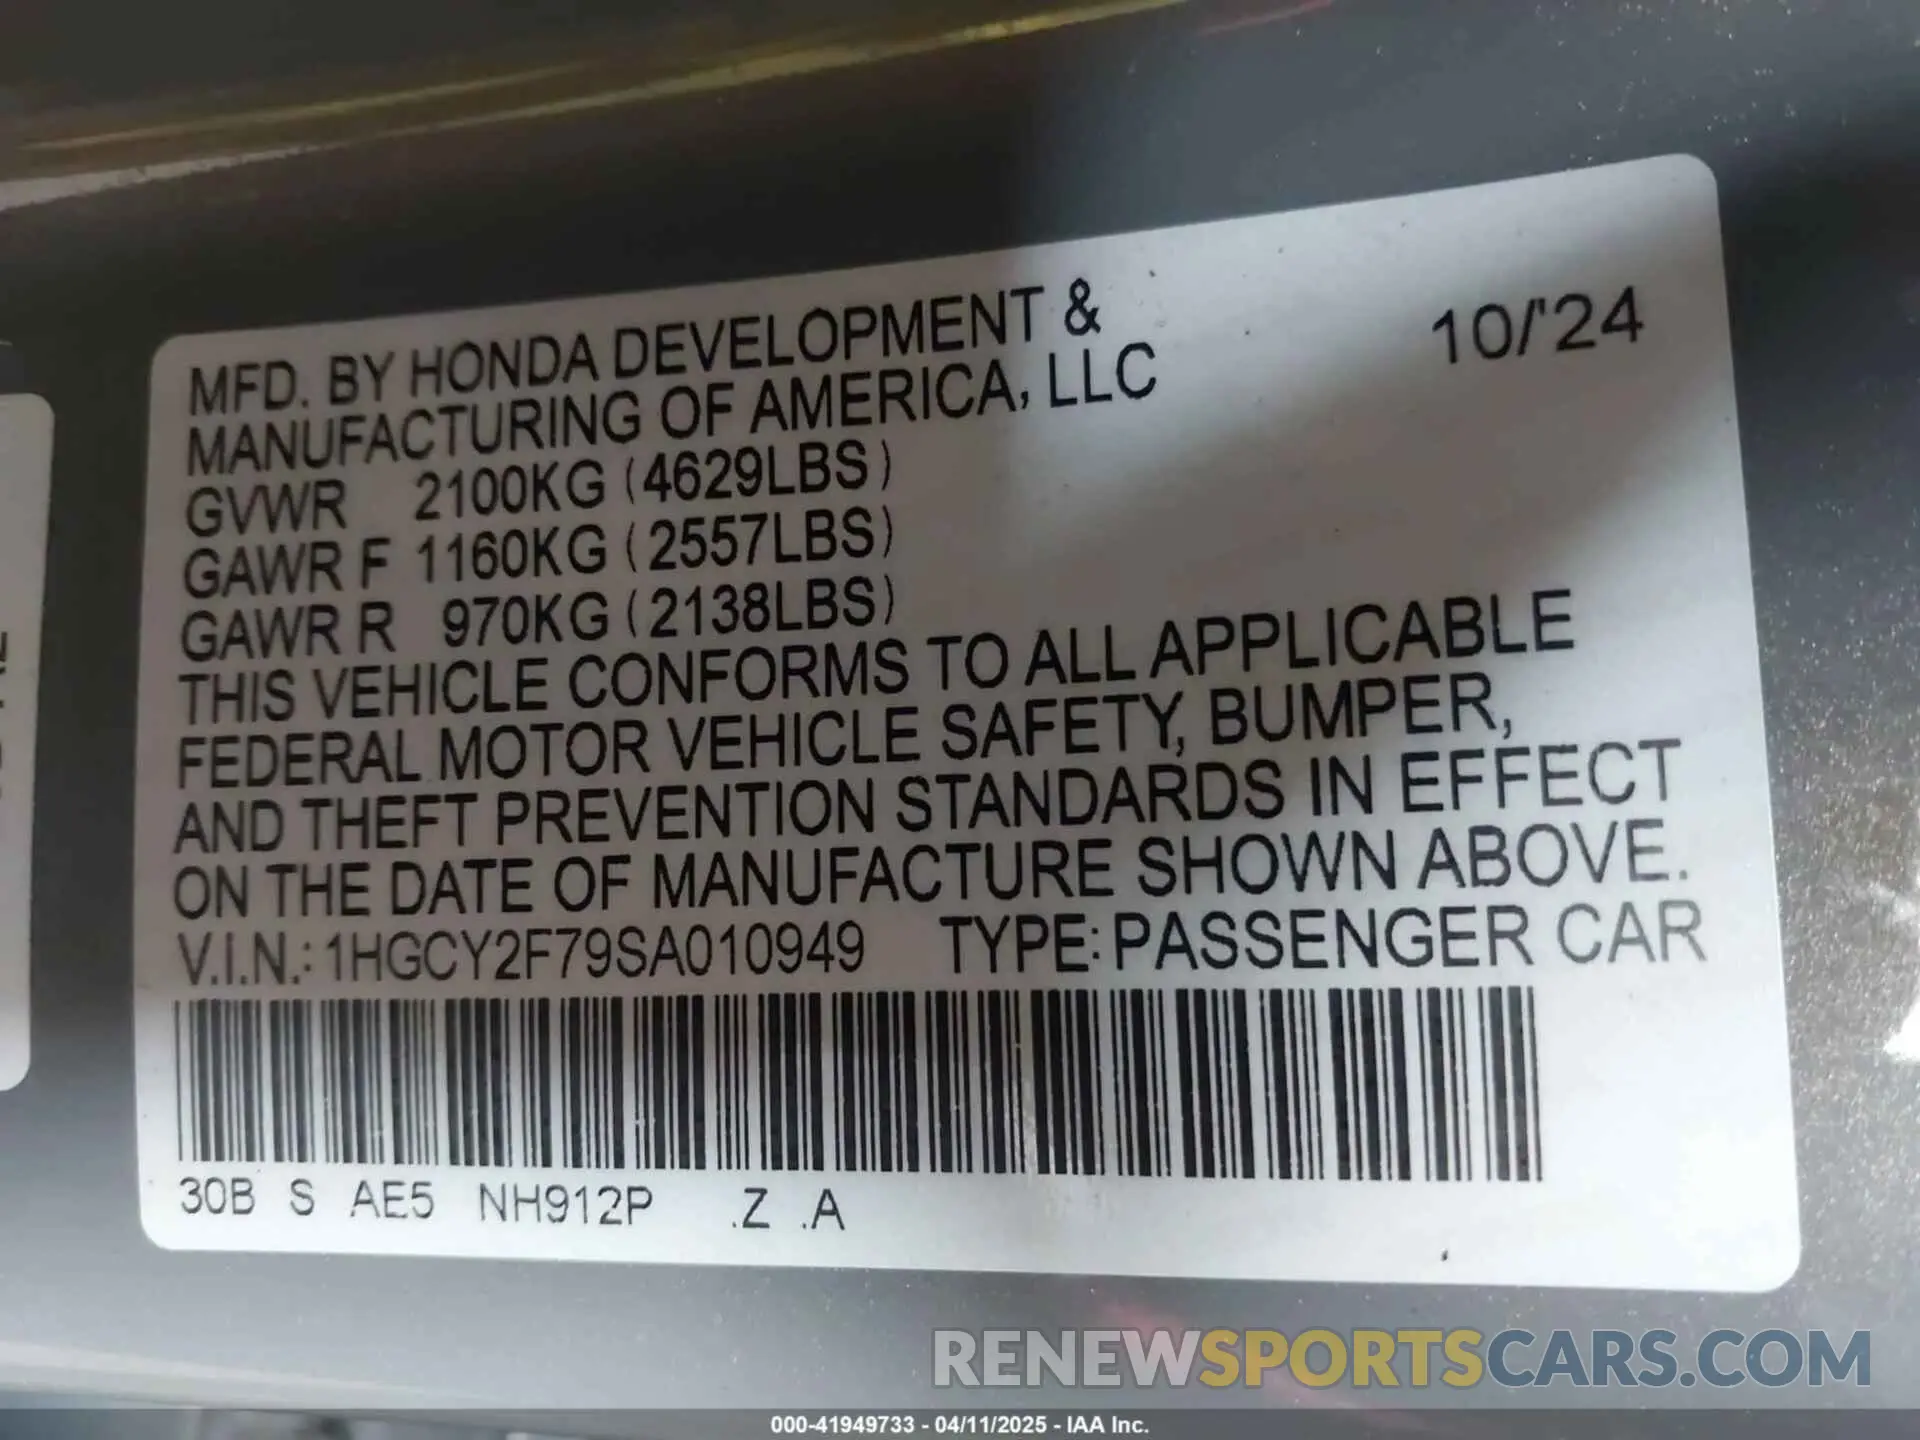 MFD. BY HONDA DEVELOPMENT &
MANUFACTURING OF AMERICA, LLC
10/'24
GVWR 2100KG (4629LBS)
GAWR F 1160KG (2557LBS)
GAWR R 970KG (2138LBS)
THIS VEHICLE CONFORMS TO ALL APPLICABLE
FEDERAL MOTOR VEHICLE SAFETY, BUMPER,
AND THEFT PREVENTION STANDARDS IN EFFECT
ON THE DATE OF MANUFACTURE SHOWN ABOVE.
V.I.N.: 1HGCY2F79SA010949 TYPE: PASSENGER CAR
30B S AE5 NH912P .Z .A
RENEWSPORTSCARS.COM
000-41949733 - 04/11/2025 - IAA Inc.